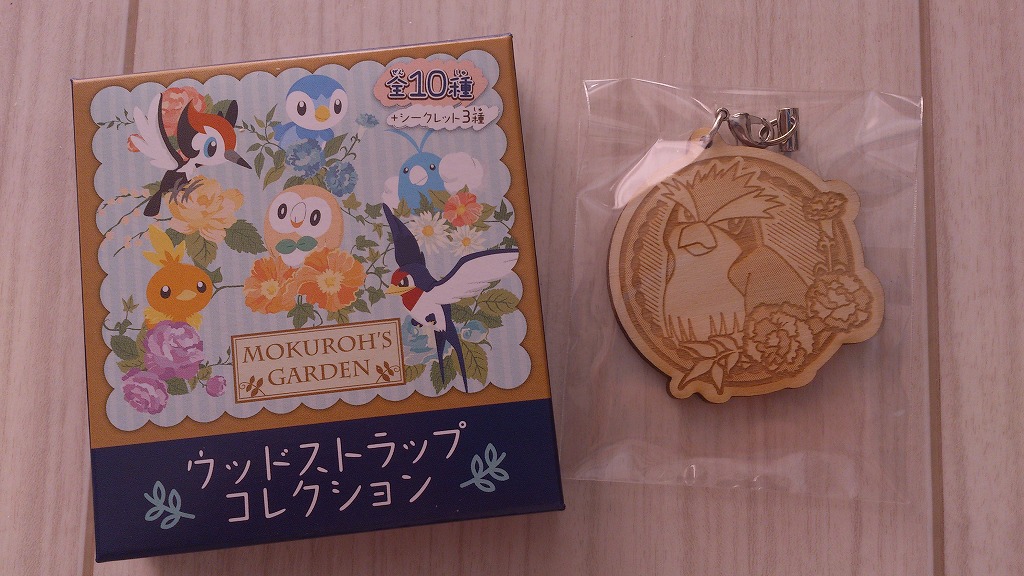 全10種
+シークレット3種
MOKUROH'S
GARDEN
ウッドストラップ
コレクション